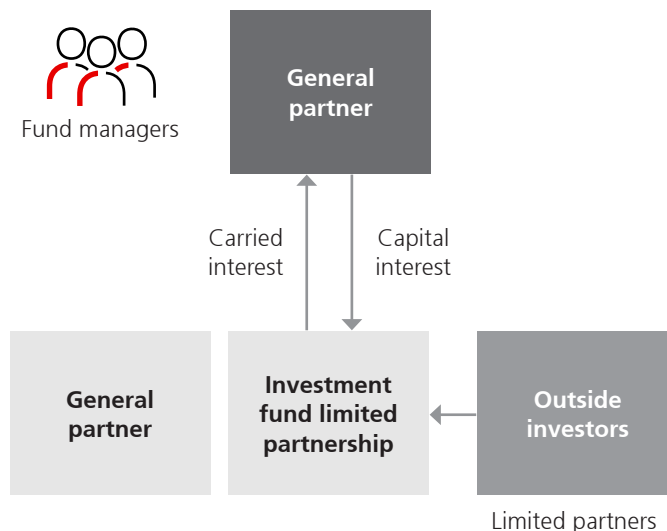 General
partner
Fund managers
Carried
interest
Capital
interest
General
partner
Investment
fund limited
partnership
Outside
investors
Limited partners